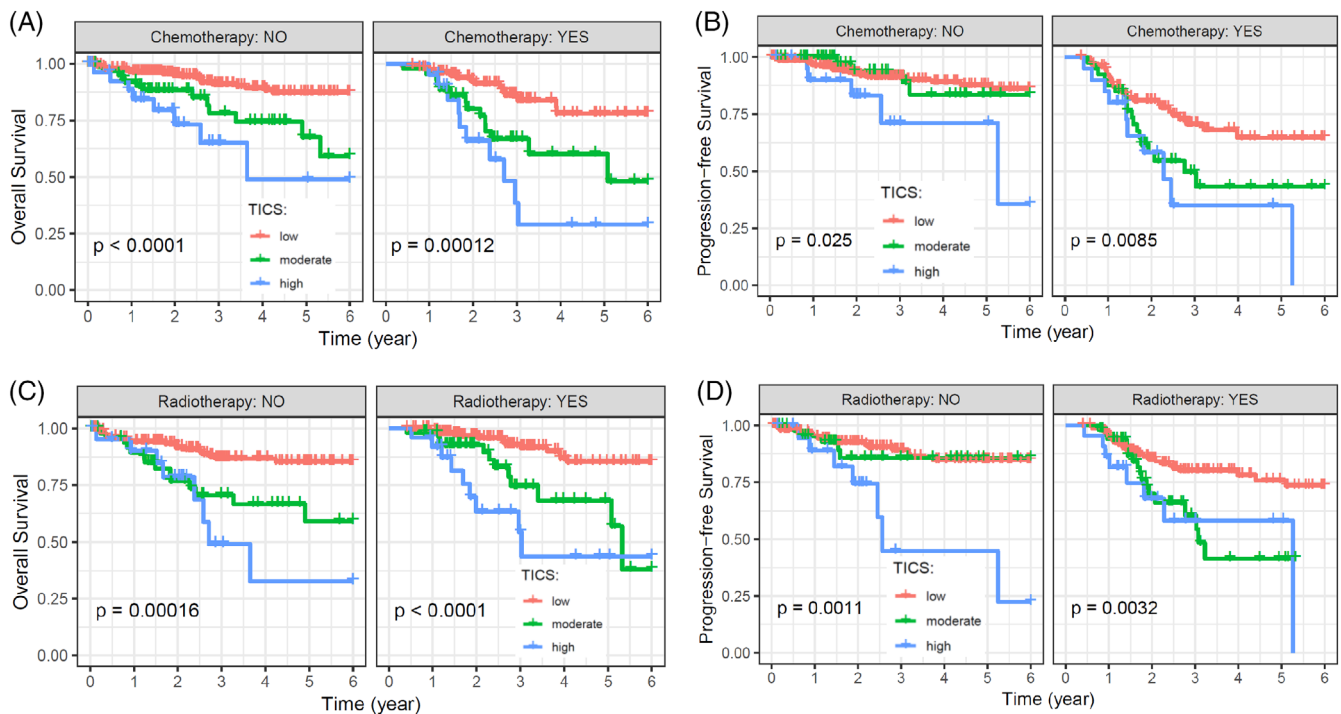 (A)
Chemotherapy: NO
Chemotherapy: YES
Overall Survival
1.00
0.75
0.50
0.25
0.00
TICS:
low
moderate
high
p < 0.0001
p = 0.00012
0 1 2 3 4 5 6
0 1 2 3 4 5 6
Time (year)
(B)
Chemotherapy: NO
Chemotherapy: YES
Progression-free Survival
1.00
0.75
0.50
0.25
0.00
TICS:
low
moderate
high
p = 0.025
p = 0.0085
0 1 2 3 4 5 6
0 1 2 3 4 5 6
Time (year)
(C)
Radiotherapy: NO
Radiotherapy: YES
Overall Survival
1.00
0.75
0.50
0.25
0.00
p = 0.00016
p < 0.0001
TICS:
low
moderate
high
0 1 2 3 4 5 6
0 1 2 3 4 5 6
Time (year)
(D)
Radiotherapy: NO
Radiotherapy: YES
Progression-free Survival
1.00
0.75
0.50
0.25
0.00
TICS:
low
moderate
high
p = 0.0011
p = 0.0032
0 1 2 3 4 5 6
0 1 2 3 4 5 6
Time (year)